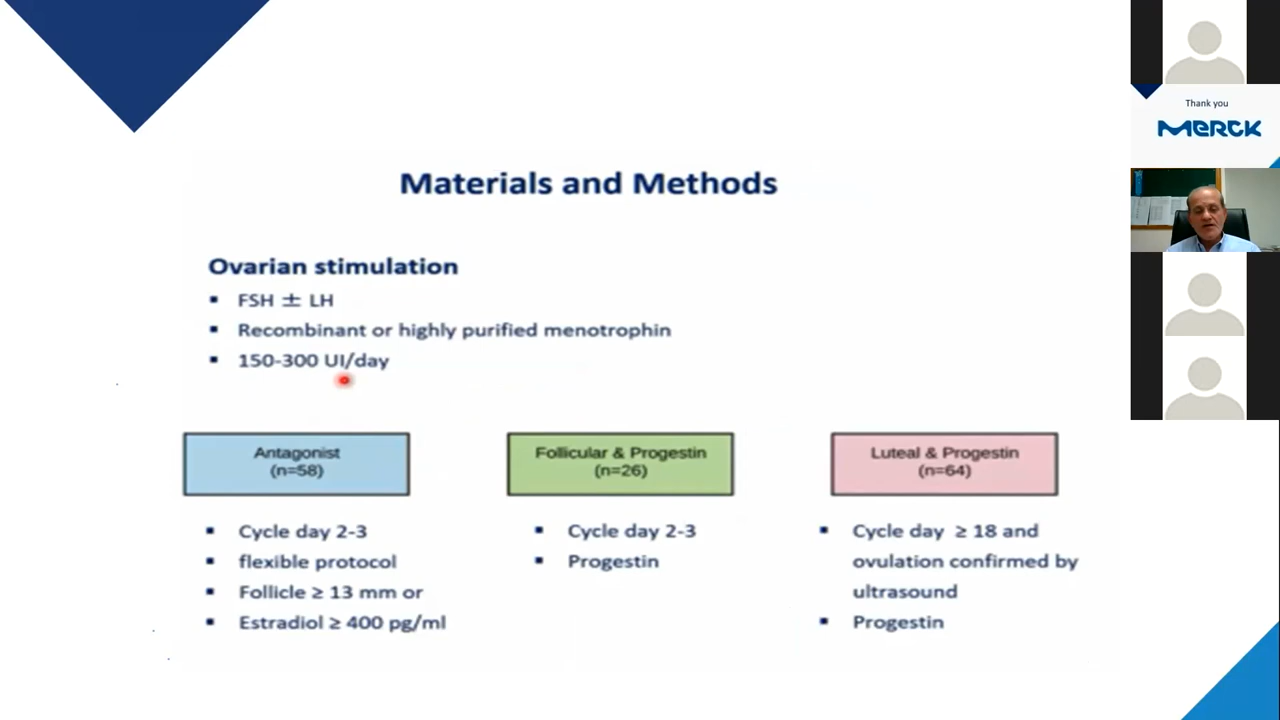 Materials and Methods
Ovarian stimulation
▪ FSH ± LH
▪ Recombinant or highly purified menotrophin
▪ 150-300 UI/day
Antagonist
(n=58)
▪ Cycle day 2-3
▪ flexible protocol
▪ Follicle ≥ 13 mm or
▪ Estradiol ≥ 400 pg/ml
Follicular & Progestin
(n=26)
▪ Cycle day 2-3
▪ Progestin
Luteal & Progestin
(n=64)
▪ Cycle day ≥ 18 and
ovulation confirmed by
ultrasound
▪ Progestin
Thank you
MERCK